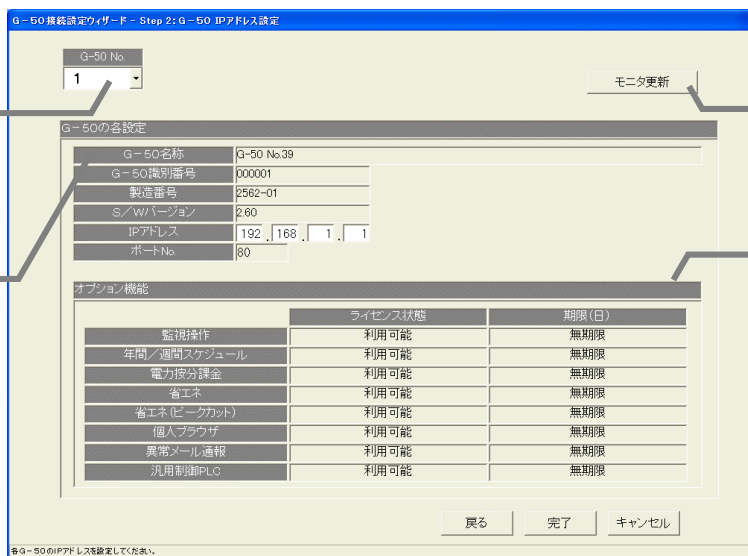 G-50接続設定ウィザード - Step 2:G-50 IPアドレス設定
G-50 No.
1
モニタ更新
G-50の各設定
G-50名称 G-50 No.39
G-50識別番号 000001
製造番号 2562-01
S/Wバージョン 2.60
IPアドレス 192 . 168 . 1 . 1
ポートNo. 80
オプション機能
ライセンス状態 期限(日)
監視操作 利用可能 無期限
年間/週間スケジュール 利用可能 無期限
電力按分課金 利用可能 無期限
省エネ 利用可能 無期限
省エネ(ピークカット) 利用可能 無期限
個人ブラウザ 利用可能 無期限
異常メール通報 利用可能 無期限
汎用制御PLC 利用可能 無期限
戻る 完了 キャンセル
各G-50のIPアドレスを設定してください。